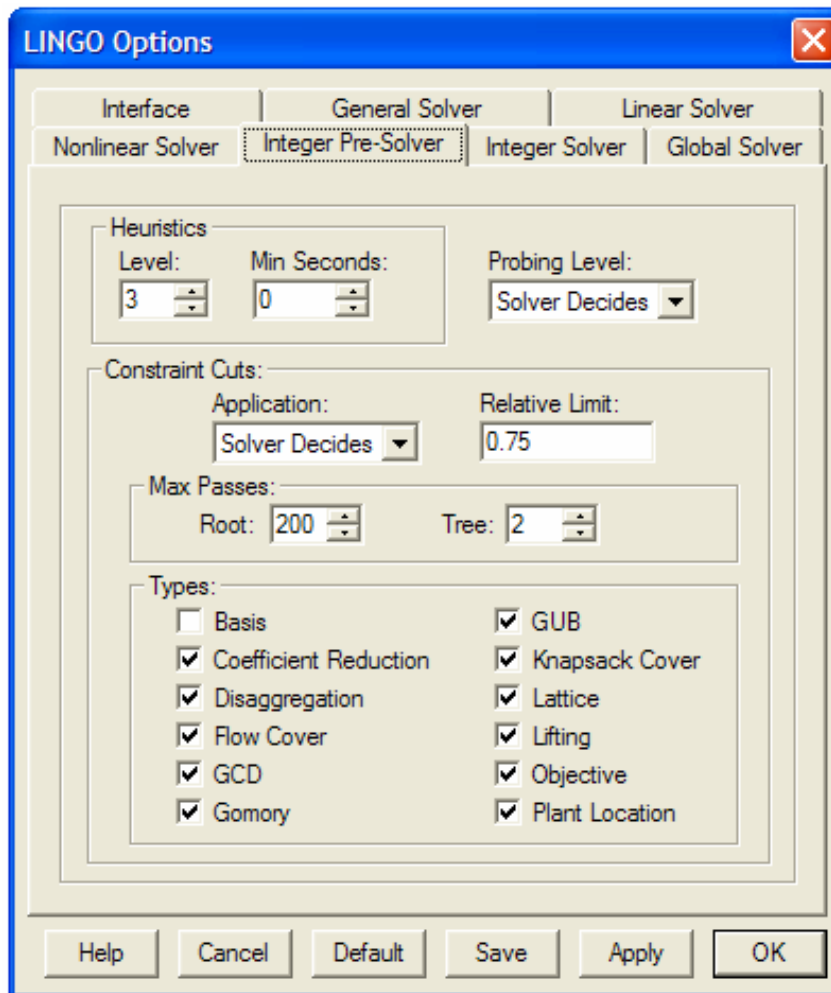 LINGO Options
Interface General Solver Linear Solver
Nonlinear Solver Integer Pre-Solver Integer Solver Global Solver
Heuristics
Level: Min Seconds: Probing Level:
3 0 Solver Decides
Constraint Cuts:
Application: Relative Limit:
Solver Decides 0.75
Max Passes:
Root: 200 Tree: 2
Types:
Basis GUB
Coefficient Reduction Knapsack Cover
Disaggregation Lattice
Flow Cover Lifting
GCD Objective
Gomory Plant Location
Help Cancel Default Save Apply OK